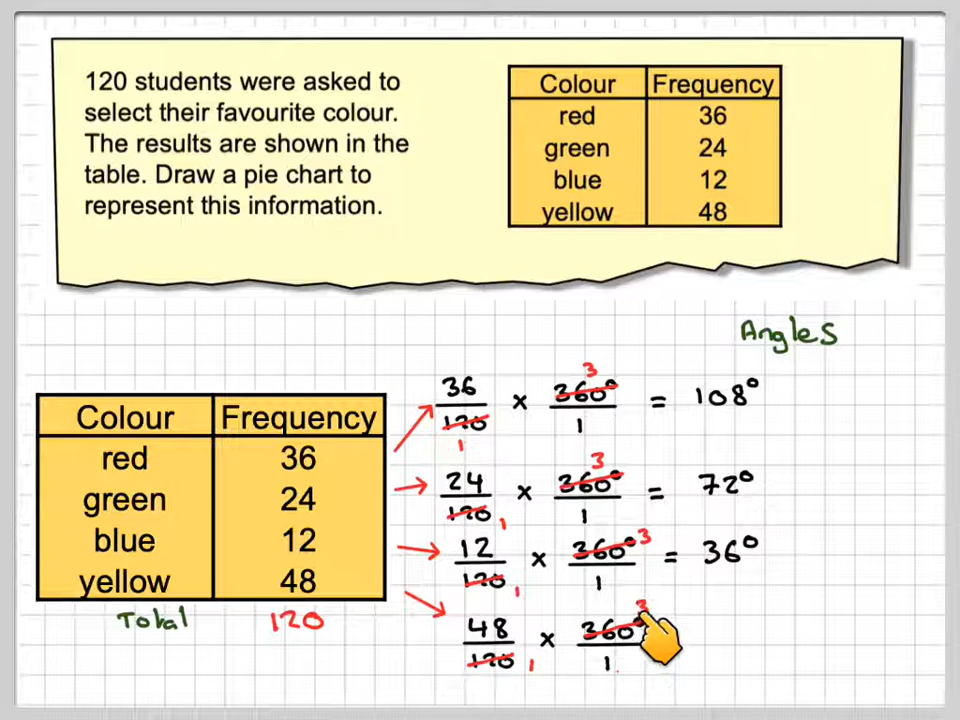 120 students were asked to
select their favourite colour.
The results are shown in the
table. Draw a pie chart to
represent this information.
Colour Frequency
red 36
green 24
blue 12
yellow 48
Angles
Colour Frequency
red 36
green 24
blue 12
yellow 48
Total 120
3
36 × 360° = 108°
120 1
1
3
24 × 360° = 72°
120 1 1
12 × 360° 3 = 36°
120 1 1
3
48 × 360°
120 1 1